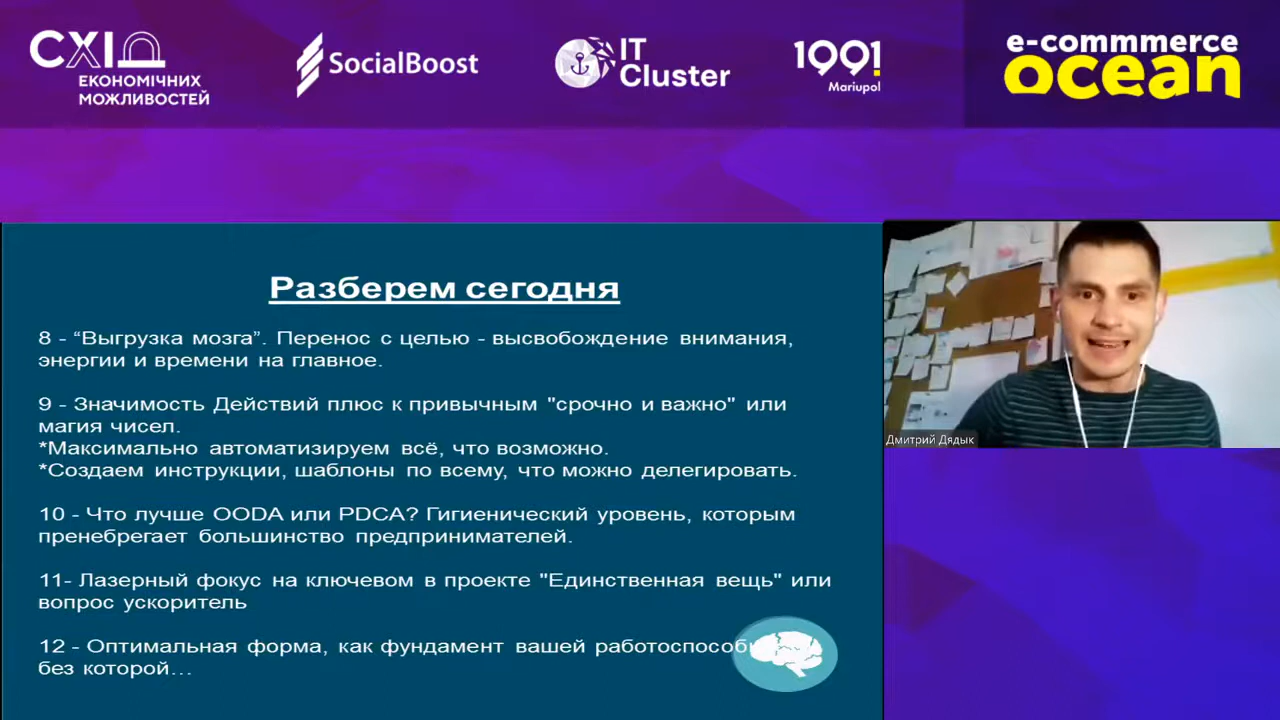 СХІД
ЕКОНОМІЧНИХ
МОЖЛИВОСТЕЙ
SocialBoost
IT
Cluster
1991
Mariupol
e-commmerce
ocean
Разберем сегодня
8 - “Выгрузка мозга”. Перенос с целью - высвобождение внимания,
энергии и времени на главное.
9 - Значимость Действий плюс к привычным "срочно и важно" или
магия чисел.
*Максимально автоматизируем всё, что возможно.
*Создаем инструкции, шаблоны по всему, что можно делегировать.
10 - Что лучше OODA или PDCA? Гигиенический уровень, которым
пренебрегает большинство предпринимателей.
11- Лазерный фокус на ключевом в проекте "Единственная вещь" или
вопрос ускоритель
12 - Оптимальная форма, как фундамент вашей
без которой…
Дмитрий Дядык